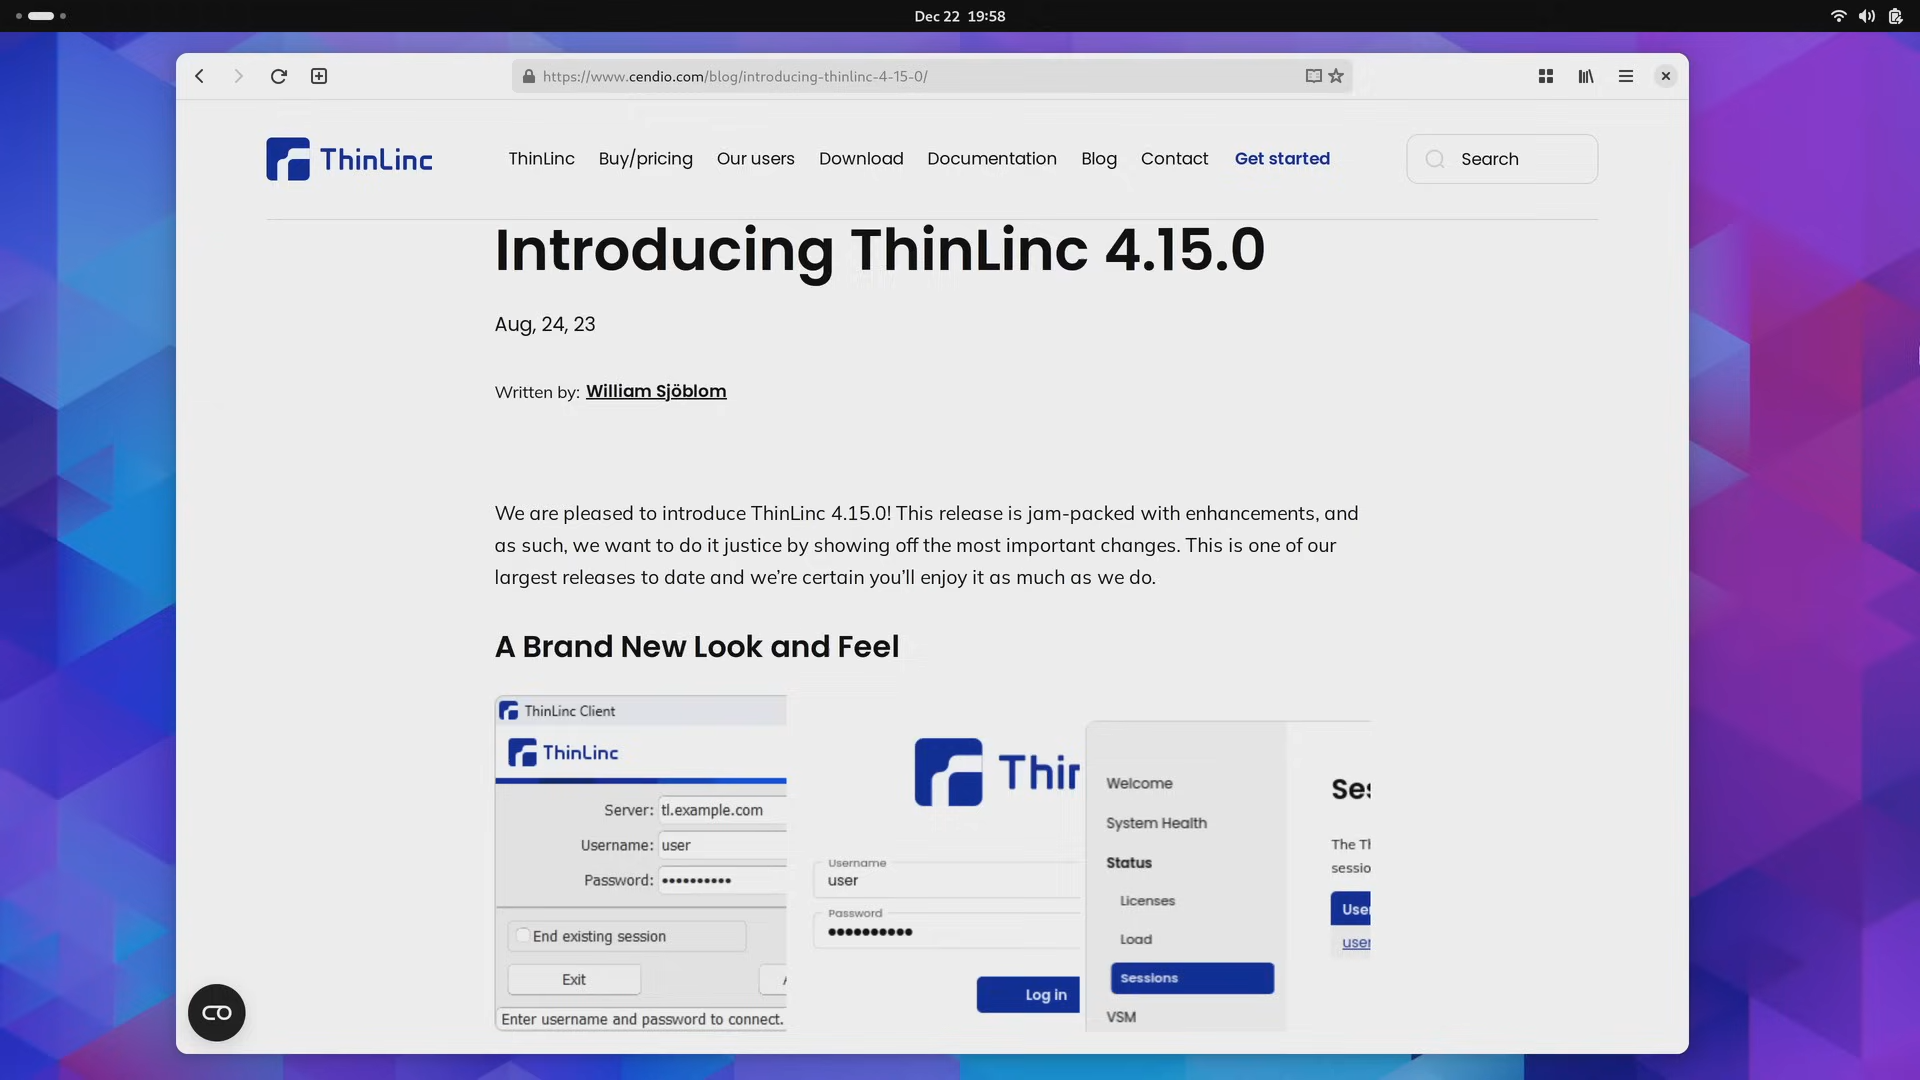 Dec 22 19:58
https://www.cendio.com/blog/introducing-thinlinc-4-15-0/
ThinLinc
ThinLinc
Buy/pricing
Our users
Download
Documentation
Blog
Contact
Get started
Search
Introducing ThinLinc 4.15.0
Aug, 24, 23
Written by: William Sjöblom
We are pleased to introduce ThinLinc 4.15.0! This release is jam-packed with enhancements, and
as such, we want to do it justice by showing off the most important changes. This is one of our
largest releases to date and we’re certain you’ll enjoy it as much as we do.
A Brand New Look and Feel
ThinLinc Client
ThinLinc
Server: tl.example.com
Username: user
Password: ••••••••••
End existing session
Exit
Enter username and password to connect.
Username
user
Password
••••••••••
Log in
Welcome
System Health
Status
Licenses
Load
Sessions
VSM
user